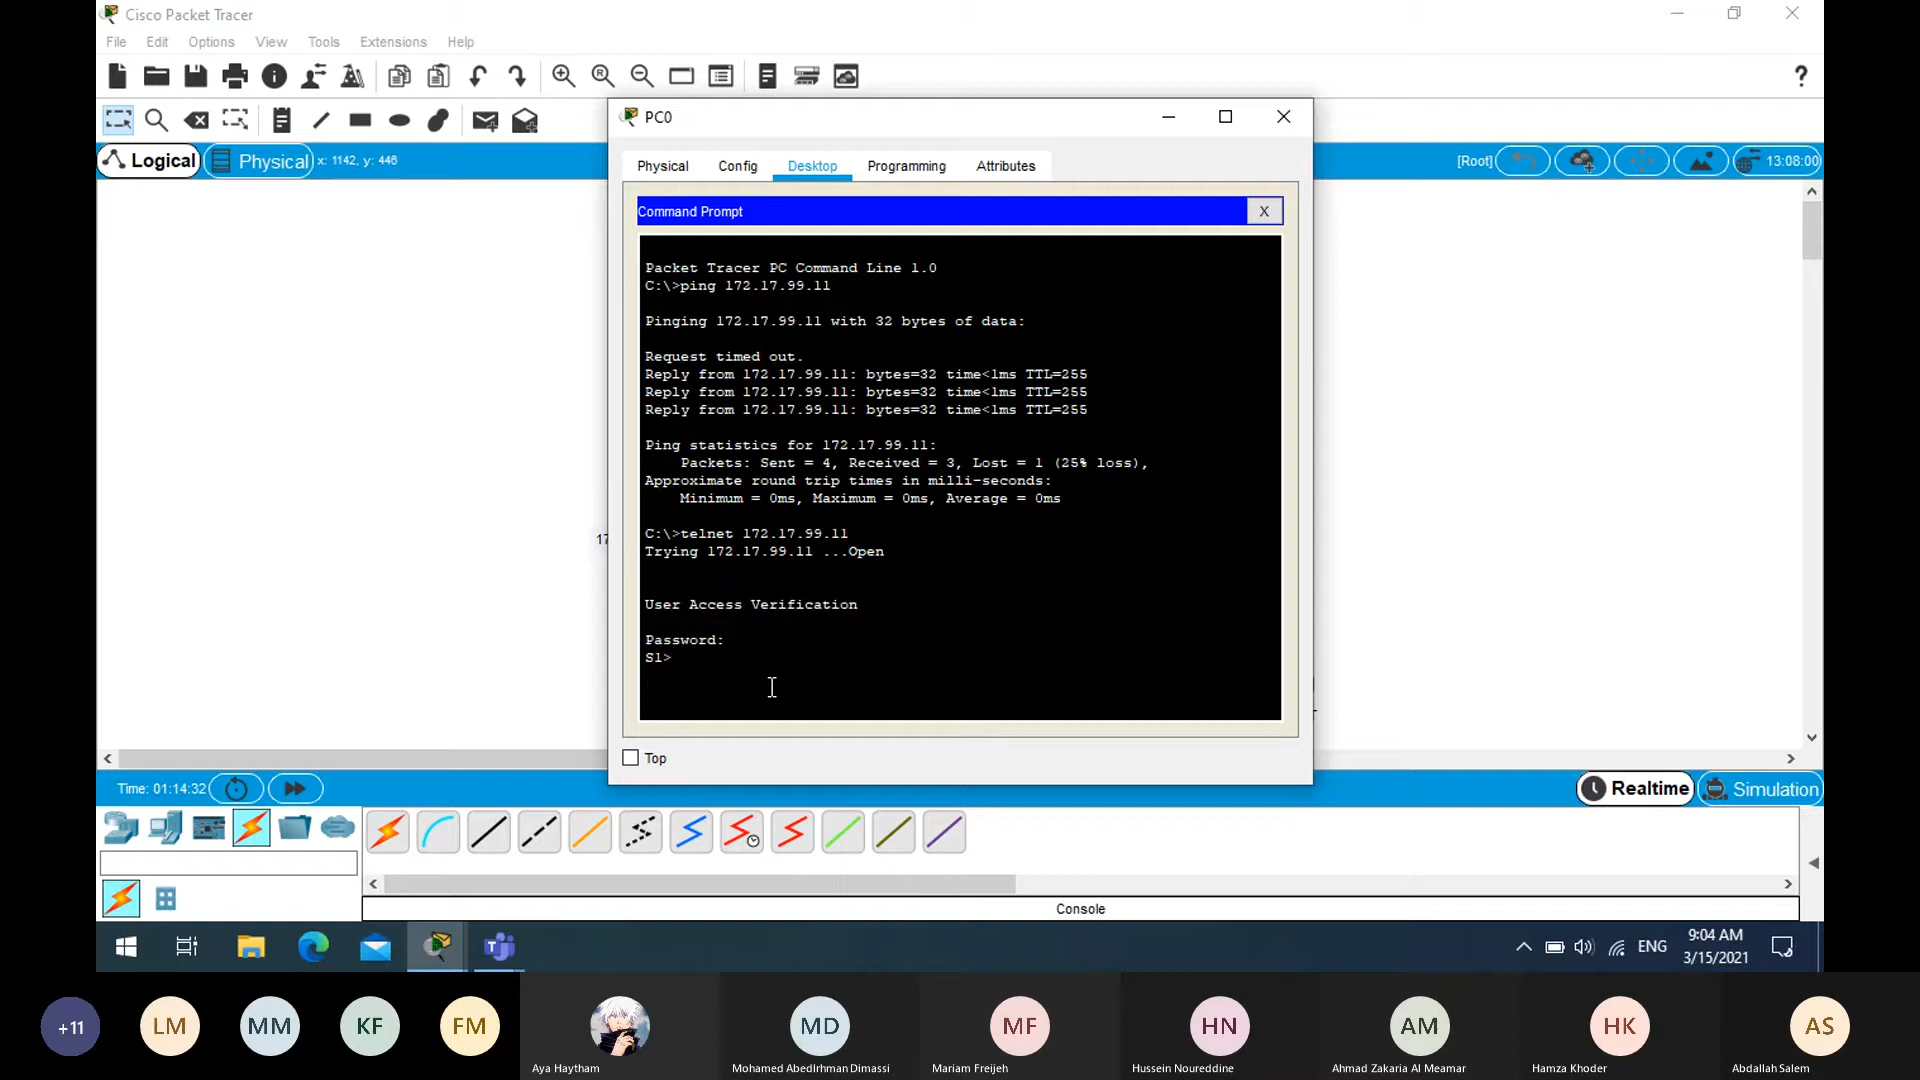 Cisco Packet Tracer
File Edit Options View Tools Extensions Help
?
PC0
Logical Physical x: 1142, y: 446
[Root] 13:08:00
Physical Config Desktop Programming Attributes
Command Prompt X
Packet Tracer PC Command Line 1.0
C:\>ping 172.17.99.11
Pinging 172.17.99.11 with 32 bytes of data:
Request timed out.
Reply from 172.17.99.11: bytes=32 time<1ms TTL=255
Reply from 172.17.99.11: bytes=32 time<1ms TTL=255
Reply from 172.17.99.11: bytes=32 time<1ms TTL=255
Ping statistics for 172.17.99.11:
Packets: Sent = 4, Received = 3, Lost = 1 (25% loss),
Approximate round trip times in milli-seconds:
Minimum = 0ms, Maximum = 0ms, Average = 0ms
C:\>telnet 172.17.99.11
Trying 172.17.99.11 ...Open
User Access Verification
Password:
S1>
17
Top
Time: 01:14:32
Realtime Simulation
Console
ENG
9:04 AM
3/15/2021
+11 LM MM KF FM MD MF HN AM HK AS
Aya Haytham Mohamed AbedIrhman Dimassi Mariam Freijeh Hussein Noureddine Ahmad Zakaria Al Meamar Hamza Khoder Abdallah Salem